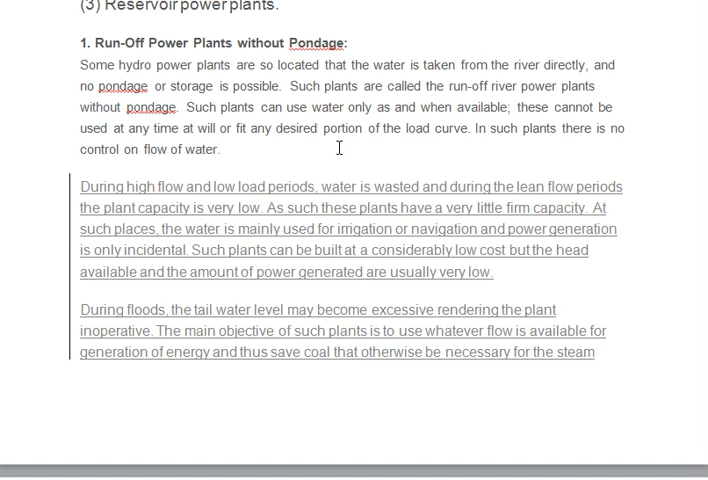 (3) Reservoir power plants.
1. Run-Off Power Plants without Pondage:
Some hydro power plants are so located that the water is taken from the river directly, and
no pondage or storage is possible. Such plants are called the run-off river power plants
without pondage. Such plants can use water only as and when available; these cannot be
used at any time at will or fit any desired portion of the load curve. In such plants there is no
control on flow of water.
During high flow and low load periods, water is wasted and during the lean flow periods
the plant capacity is very low. As such these plants have a very little firm capacity. At
such places, the water is mainly used for irrigation or navigation and power generation
is only incidental. Such plants can be built at a considerably low cost but the head
available and the amount of power generated are usually very low.
During floods, the tail water level may become excessive rendering the plant
inoperative. The main objective of such plants is to use whatever flow is available for
generation of energy and thus save coal that otherwise be necessary for the steam